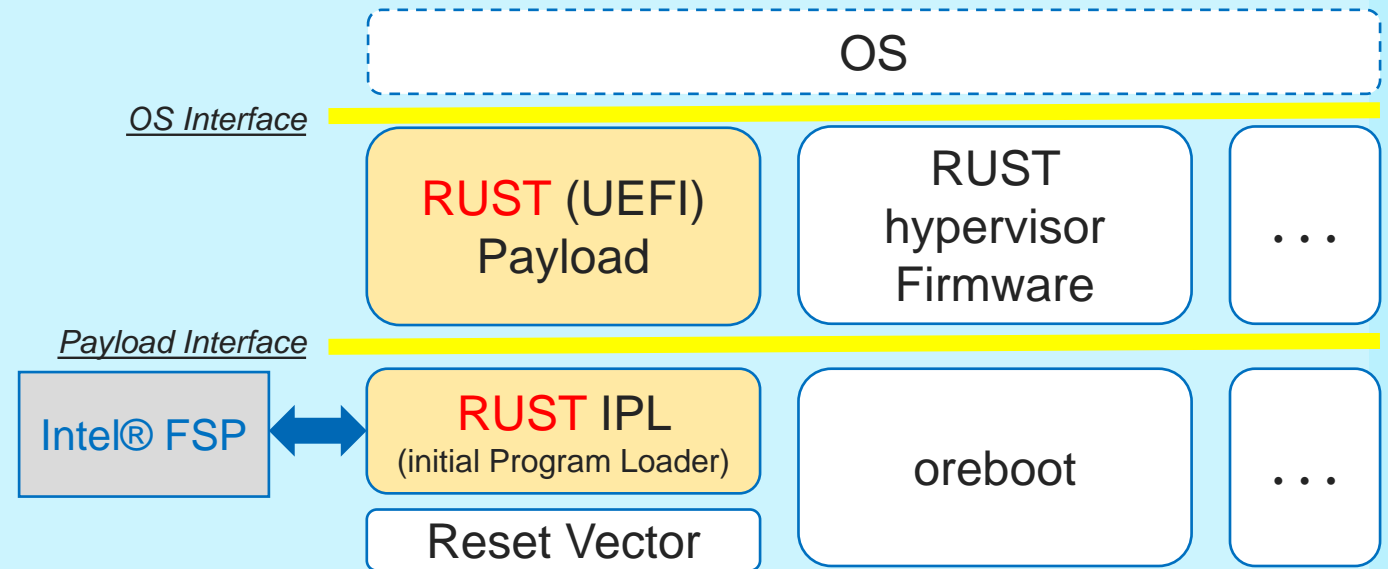 OS
OS Interface
RUST (UEFI)
Payload
RUST
hypervisor
Firmware
...
Payload Interface
Intel® FSP
RUST IPL
(initial Program Loader)
oreboot
...
Reset Vector